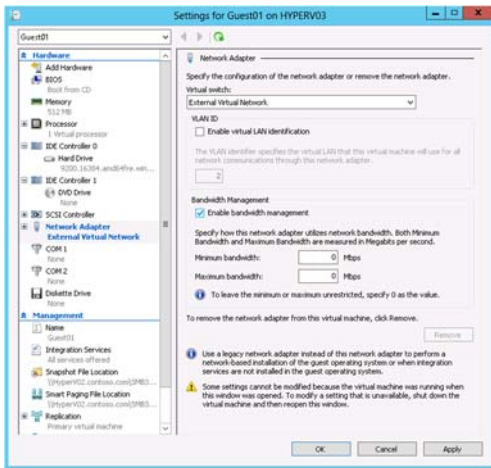 Settings for Guest01 on HYPERV03
Guest01
Hardware
Add Hardware
BIOS
Boot from CD
Memory
512 MB
Processor
1 Virtual processor
IDE Controller 0
Hard Drive
9200.16384.amd64fre.win...
IDE Controller 1
DVD Drive
None
SCSI Controller
Network Adapter
External Virtual Network
COM 1
None
COM 2
None
Diskette Drive
None
Management
Name
Guest01
Integration Services
All services offered
Snapshot File Location
\\HyperV02.contoso.com\SMB3...
Smart Paging File Location
\\HyperV02.contoso.com\SMB3...
Replication
Primary virtual machine
Network Adapter
Specify the configuration of the network adapter or remove the network adapter.
Virtual switch:
External Virtual Network
VLAN ID
Enable virtual LAN identification
The VLAN identifier specifies the virtual LAN that this virtual machine will use for all
network communications through this network adapter.
2
Bandwidth Management
Enable bandwidth management
Specify how this network adapter utilizes network bandwidth. Both Minimum
Bandwidth and Maximum Bandwidth are measured in Megabits per second.
Minimum bandwidth: 0 Mbps
Maximum bandwidth: 0 Mbps
To leave the minimum or maximum unrestricted, specify 0 as the value.
To remove the network adapter from this virtual machine, click Remove.
Remove
Use a legacy network adapter instead of this network adapter to perform a
network-based installation of the guest operating system or when integration
services are not installed in the guest operating system.
Some settings cannot be modified because the virtual machine was running when
this window was opened. To modify a setting that is unavailable, shut down the
virtual machine and then reopen this window.
OK
Cancel
Apply